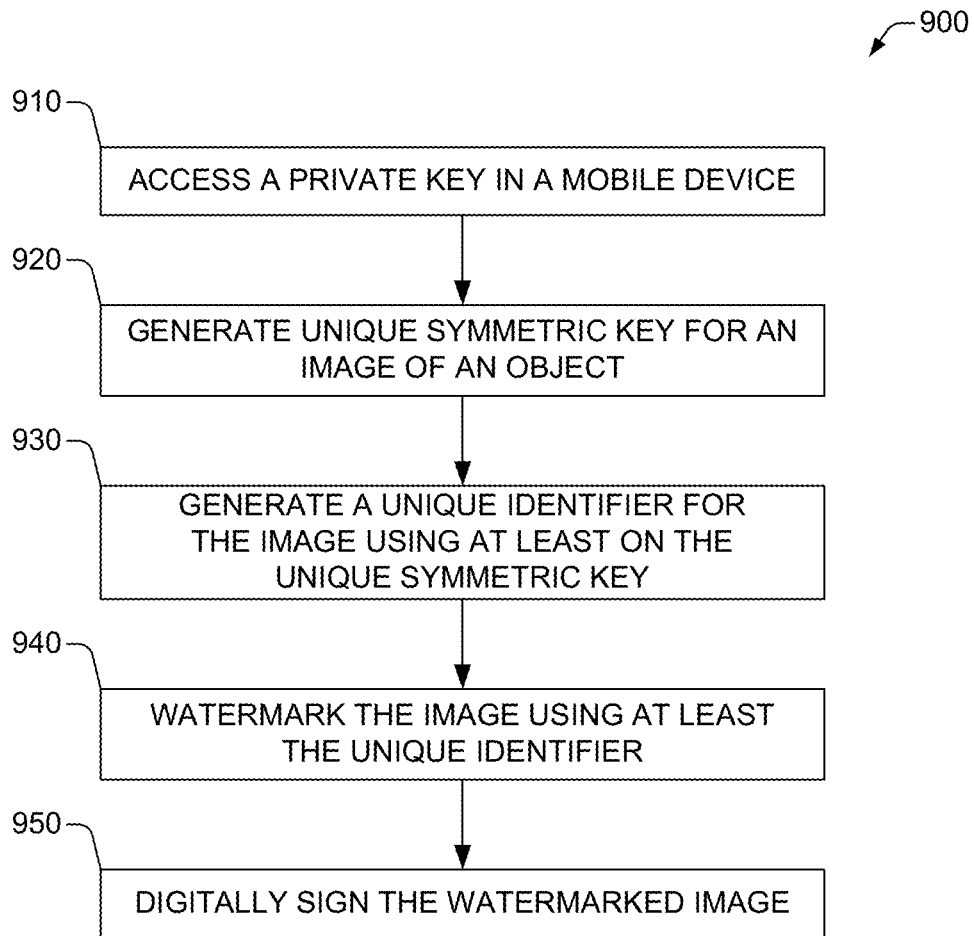 900
910
ACCESS A PRIVATE KEY IN A MOBILE DEVICE
920
GENERATE UNIQUE SYMMETRIC KEY FOR AN
IMAGE OF AN OBJECT
930
GENERATE A UNIQUE IDENTIFIER FOR
THE IMAGE USING AT LEAST ON THE
UNIQUE SYMMETRIC KEY
940
WATERMARK THE IMAGE USING AT LEAST
THE UNIQUE IDENTIFIER
950
DIGITALLY SIGN THE WATERMARKED IMAGE